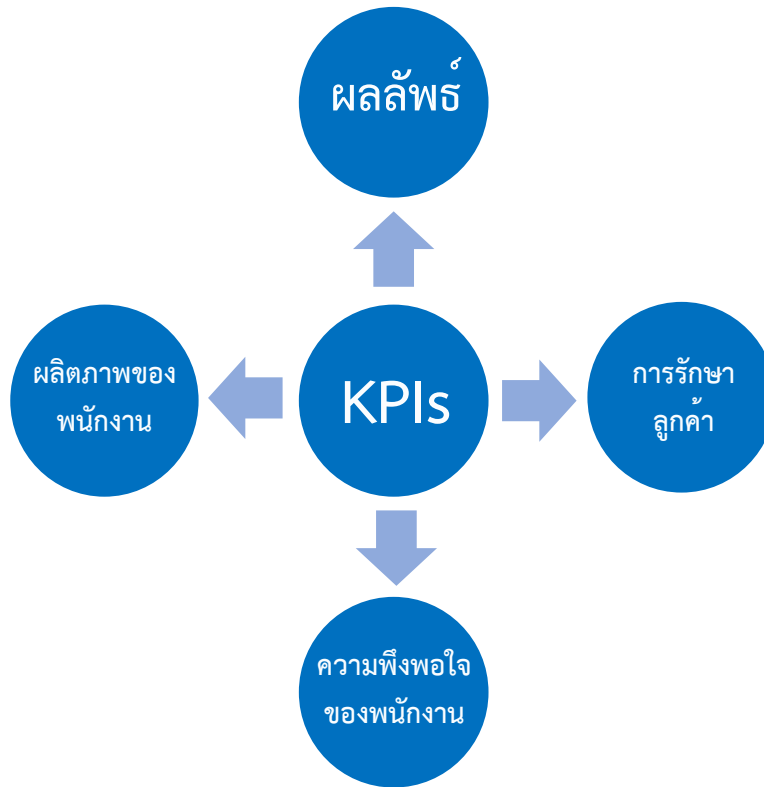 ผลลัพธ์
ผลิตภาพของ
พนักงาน
KPIs
การรักษา
ลูกค้า
ความพึงพอใจ
ของพนักงาน